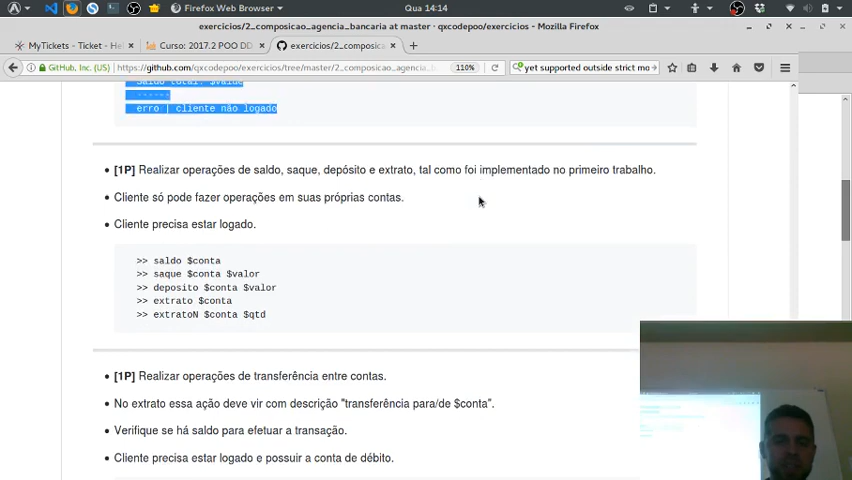 Firefox Web Browser
Qua 14:14
exercicios/2_composicao_agencia_bancaria at master · qxcodepoo/exercicios - Mozilla Firefox
MyTickets - Ticket - Hel
Curso: 2017.2 POO DD
exercicios/2_composica
GitHub, Inc. (US)
https://github.com/qxcodepoo/exercicios/tree/master/2_composicao_agencia_b
110%
yet supported outside strict mo
Saldo total: $value
------
erro | cliente não logado
[1P] Realizar operações de saldo, saque, depósito e extrato, tal como foi implementado no primeiro trabalho.
Cliente só pode fazer operações em suas próprias contas.
Cliente precisa estar logado.
>> saldo $conta
>> saque $conta $valor
>> deposito $conta $valor
>> extrato $conta
>> extratoN $conta $qtd
[1P] Realizar operações de transferência entre contas.
No extrato essa ação deve vir com descrição "transferência para/de $conta".
Verifique se há saldo para efetuar a transação.
Cliente precisa estar logado e possuir a conta de débito.